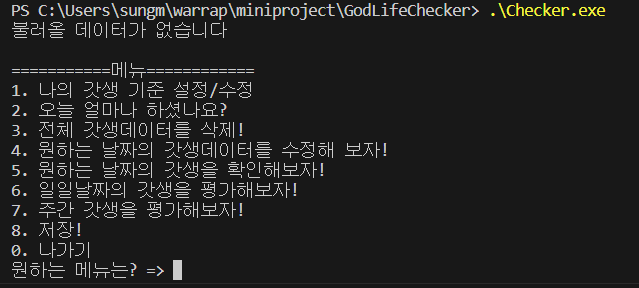 PS C:\Users\sungm\warrap\miniproject\GodLifeChecker> .\Checker.exe
불러올 데이터가 없습니다
===========메뉴============
1. 나의 갓생 기준 설정/수정
2. 오늘 얼마나 하셨나요?
3. 전체 갓생데이터를 삭제!
4. 원하는 날짜의 갓생데이터를 수정해 보자!
5. 원하는 날짜의 갓생을 확인해보자!
6. 일일날짜의 갓생을 평가해보자!
7. 주간 갓생을 평가해보자!
8. 저장!
0. 나가기
원하는 메뉴는? =>